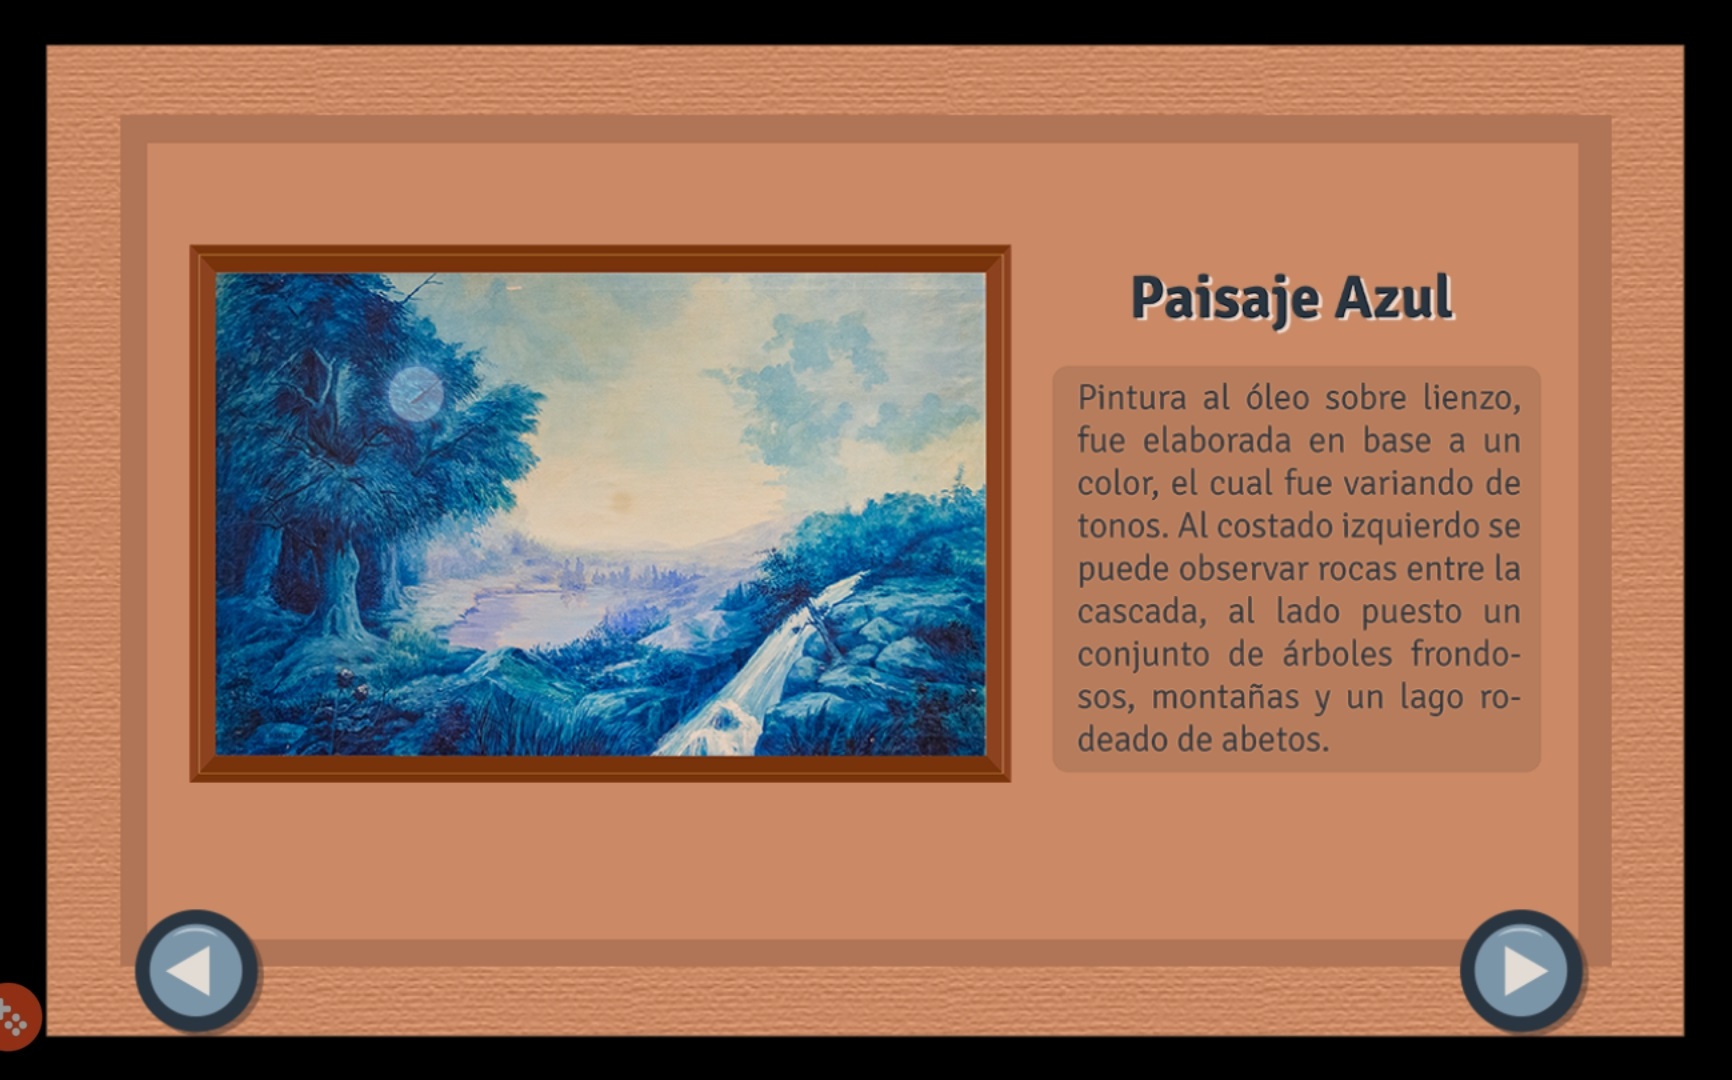 Paisaje Azul
Pintura al óleo sobre lienzo,
fue elaborada en base a un
color, el cual fue variando de
tonos. Al costado izquierdo se
puede observar rocas entre la
cascada, al lado puesto un
conjunto de árboles frondo-
sos, montañas y un lago ro-
deado de abetos.